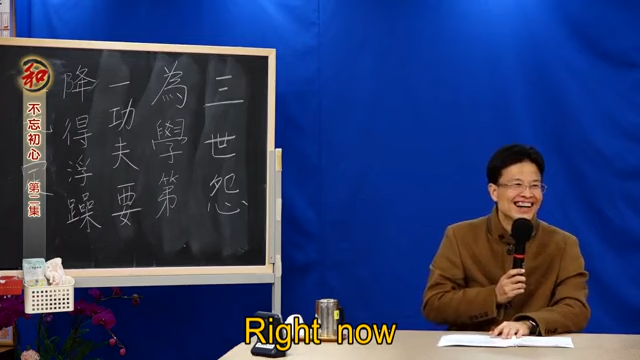 和
不忘初心
第二集
三世怨
為學第
一功夫要
降得浮躁
Right now